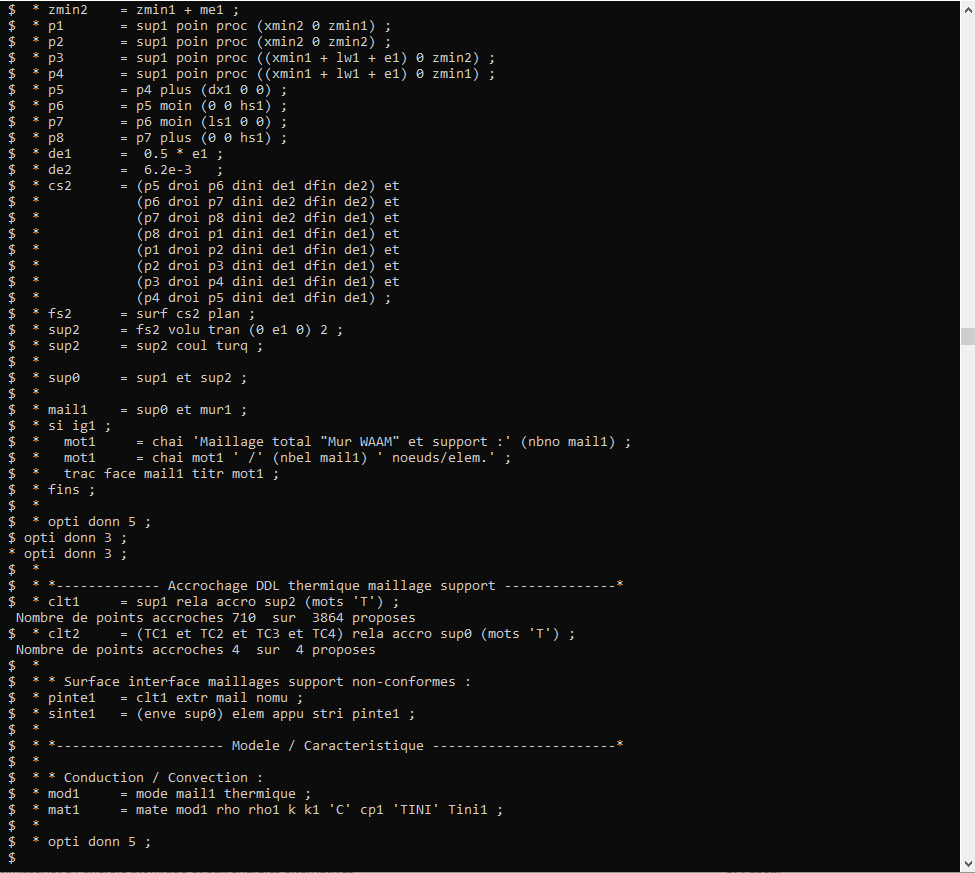 $  * zmin2    = zmin1 + me1 ;
$  * p1       = sup1 poin proc (xmin2 0 zmin1) ;
$  * p2       = sup1 poin proc (xmin2 0 zmin2) ;
$  * p3       = sup1 poin proc ((xmin1 + lw1 + e1) 0 zmin2) ;
$  * p4       = sup1 poin proc ((xmin1 + lw1 + e1) 0 zmin1) ;
$  * p5       = p4 plus (dx1 0 0) ;
$  * p6       = p5 moin (0 0 hs1) ;
$  * p7       = p6 moin (ls1 0 0) ;
$  * p8       = p7 plus (0 0 hs1) ;
$  * de1      =  0.5 * e1 ;
$  * de2      =  6.2e-3   ;
$  * cs2      = (p5 droi p6 dini de1 dfin de2) et
$  *            (p6 droi p7 dini de2 dfin de2) et
$  *            (p7 droi p8 dini de2 dfin de1) et
$  *            (p8 droi p1 dini de1 dfin de1) et
$  *            (p1 droi p2 dini de1 dfin de1) et
$  *            (p2 droi p3 dini de1 dfin de1) et
$  *            (p3 droi p4 dini de1 dfin de1) et
$  *            (p4 droi p5 dini de1 dfin de1) ;
$  * fs2      = surf cs2 plan ;
$  * sup2     = fs2 volu tran (0 e1 0) 2 ;
$  * sup2     = sup2 coul turq ;
$  *
$  * sup0     = sup1 et sup2 ;
$  *
$  * mail1    = sup0 et mur1 ;
$  * si ig1 ;
$  *   mot1     = chai 'Maillage total "Mur WAAM" et support :' (nbno mail1) ;
$  *   mot1     = chai mot1 ' /' (nbel mail1) ' noeuds/elem.' ;
$  *   trac face mail1 titr mot1 ;
$  * fins ;
$  *
$  * opti donn 5 ;
$ opti donn 3 ;
* opti donn 3 ;
$  *
$  * *------------- Accrochage DDL thermique maillage support --------------*
$  * clt1     = sup1 rela accro sup2 (mots 'T') ;
 Nombre de points accroches 710  sur  3864 proposes
$  * clt2     = (TC1 et TC2 et TC3 et TC4) rela accro sup0 (mots 'T') ;
 Nombre de points accroches 4  sur  4 proposes
$  *
$  * * Surface interface maillages support non-conformes :
$  * pinte1   = clt1 extr mail nomu ;
$  * sinte1   = (enve sup0) elem appu stri pinte1 ;
$  *
$  * *--------------------- Modele / Caracteristique -----------------------*
$  *
$  * * Conduction / Convection :
$  * mod1     = mode mail1 thermique ;
$  * mat1     = mate mod1 rho rho1 k k1 'C' cp1 'TINI' Tini1 ;
$  *
$  * opti donn 5 ;
$